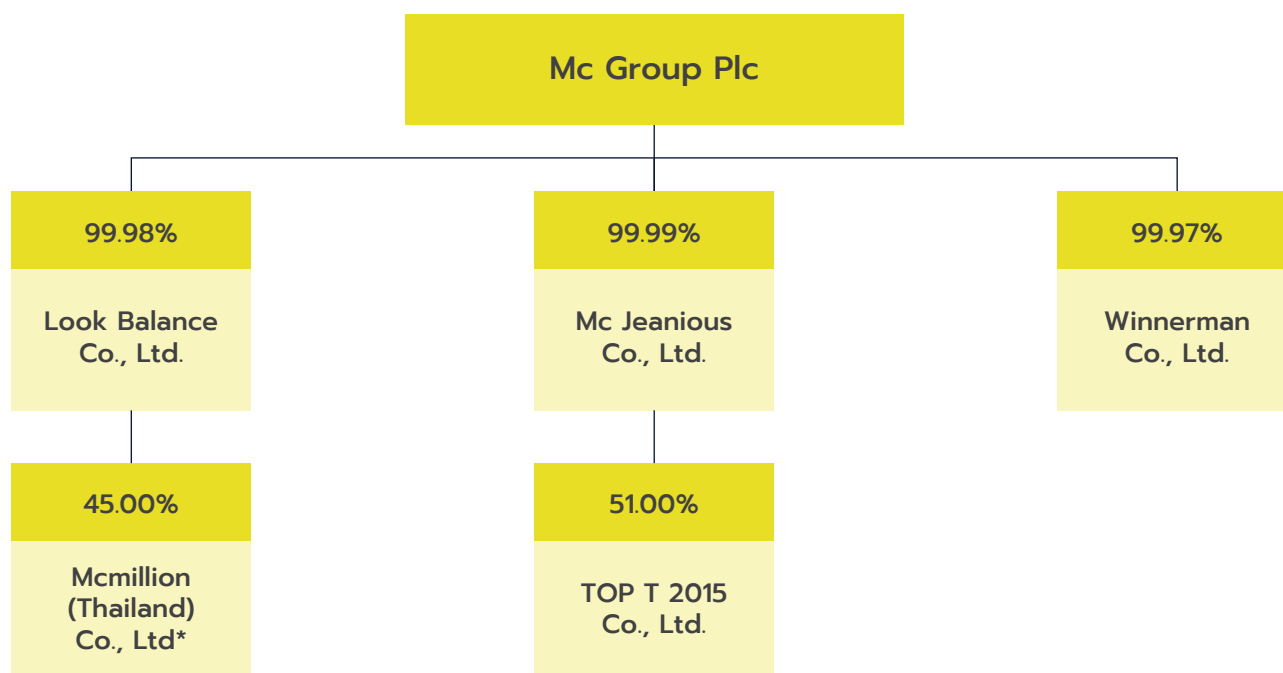 Mc Group Plc
99.98%
Look Balance
Co., Ltd.
99.99%
Mc Jeanious
Co., Ltd.
99.97%
Winnerman
Co., Ltd.
45.00%
Mcmillion
(Thailand)
Co., Ltd*
51.00%
TOP T 2015
Co., Ltd.